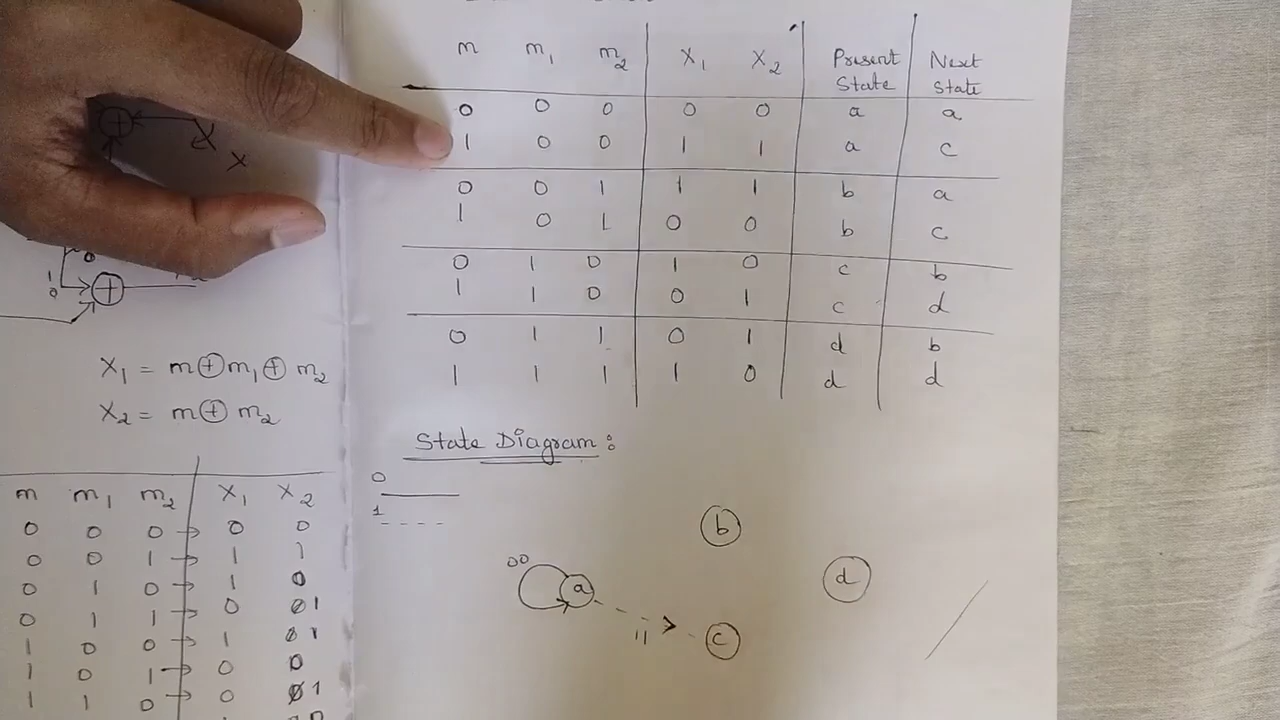 m m₁ m₂ X₁ X₂ Present State Next State
0 0 0 0 0 a a
1 0 0 1 1 a c
0 0 1 1 1 b a
1 0 1 0 0 b c
0 1 0 1 0 c b
1 1 0 0 1 c d
0 1 1 0 1 d b
1 1 1 1 0 d d
State Diagram :
0
1
00
a
b
c
d
11
X
X₁ = m ⊕ m₁ ⊕ m₂
X₂ = m ⊕ m₂
m m₁ m₂ X₁ X₂
0 0 0 → 0 0
0 0 1 → 1 1
0 1 0 → 1 0
0 1 1 → 0 1
1 0 0 → 1 1
1 0 1 → 0 0
1 1 0 → 0 1